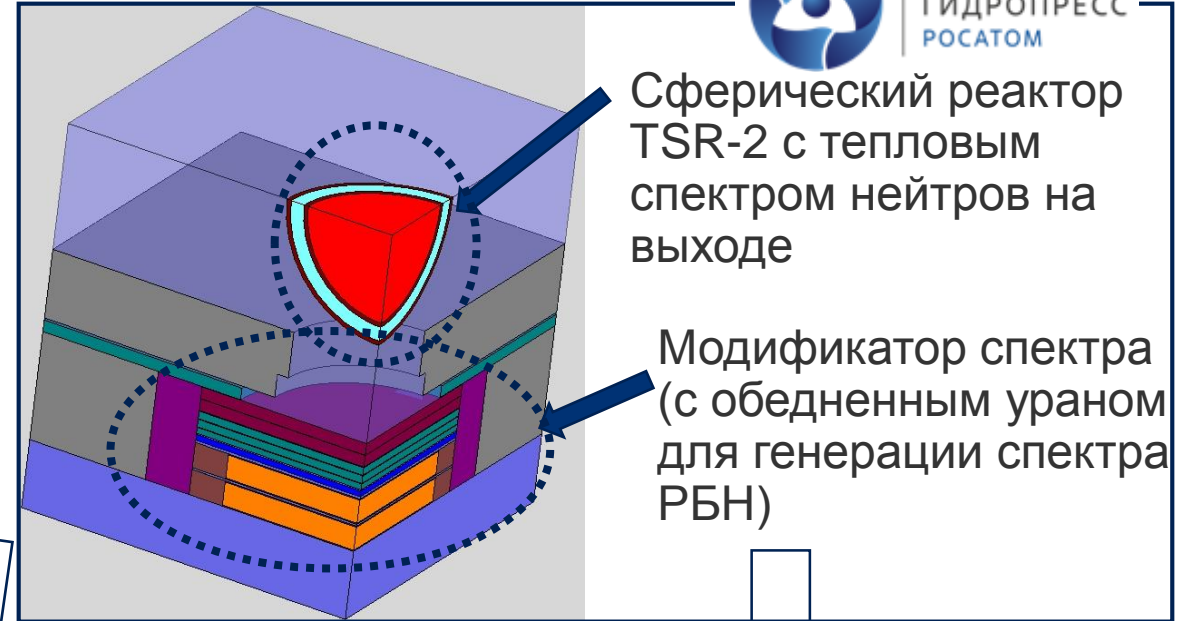 ГИДРОПРЕСС
РОСАТОМ
Сферический реактор
TSR-2 с тепловым
спектром нейтров на
выходе
Модификатор спектра
(с обедненным ураном
для генерации спектра
РБН)